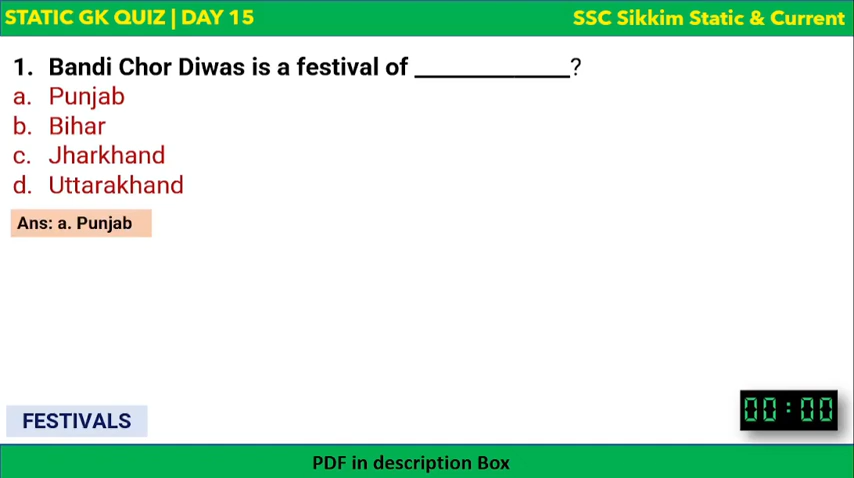 STATIC GK QUIZ | DAY 15
SSC Sikkim Static & Current
1. Bandi Chor Diwas is a festival of ______________?
a. Punjab
b. Bihar
c. Jharkhand
d. Uttarakhand
Ans: a. Punjab
00:00
FESTIVALS
PDF in description Box